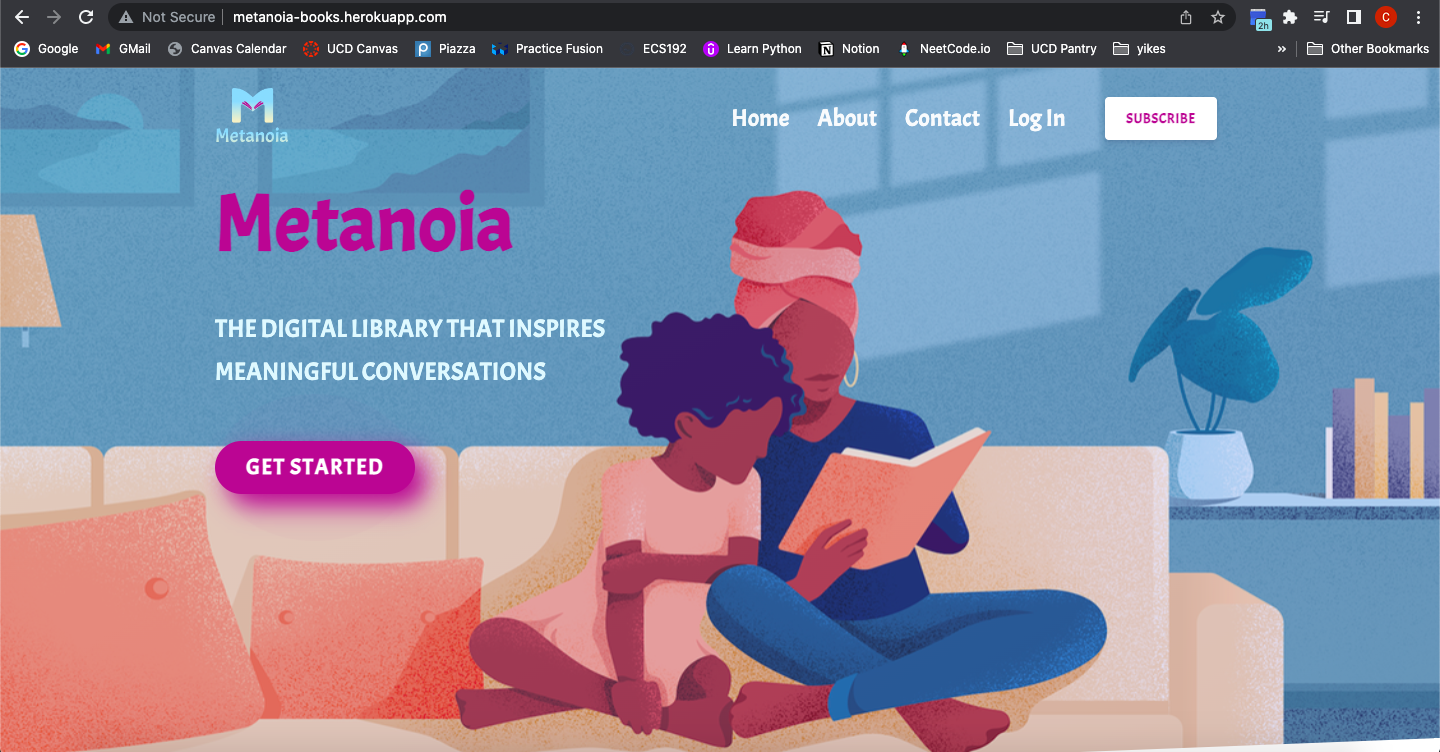 Not Secure metanoia-books.herokuapp.com
2h
C
Google GMail Canvas Calendar UCD Canvas Piazza Practice Fusion ECS192 Learn Python Notion NeetCode.io UCD Pantry yikes » Other Bookmarks
Metanoia
Home About Contact Log In SUBSCRIBE
Metanoia
THE DIGITAL LIBRARY THAT INSPIRES
MEANINGFUL CONVERSATIONS
GET STARTED